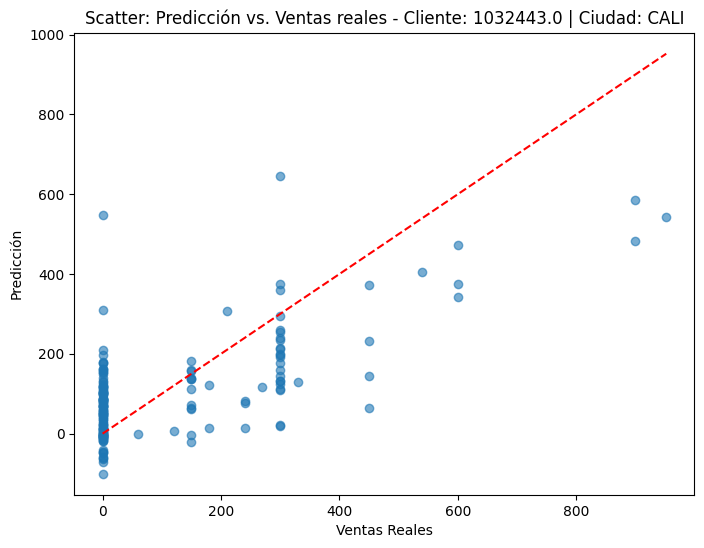 Scatter: Predicción vs. Ventas reales - Cliente: 1032443.0 | Ciudad: CALI
1000
800
600
400
200
0
Predicción
0 200 400 600 800
Ventas Reales